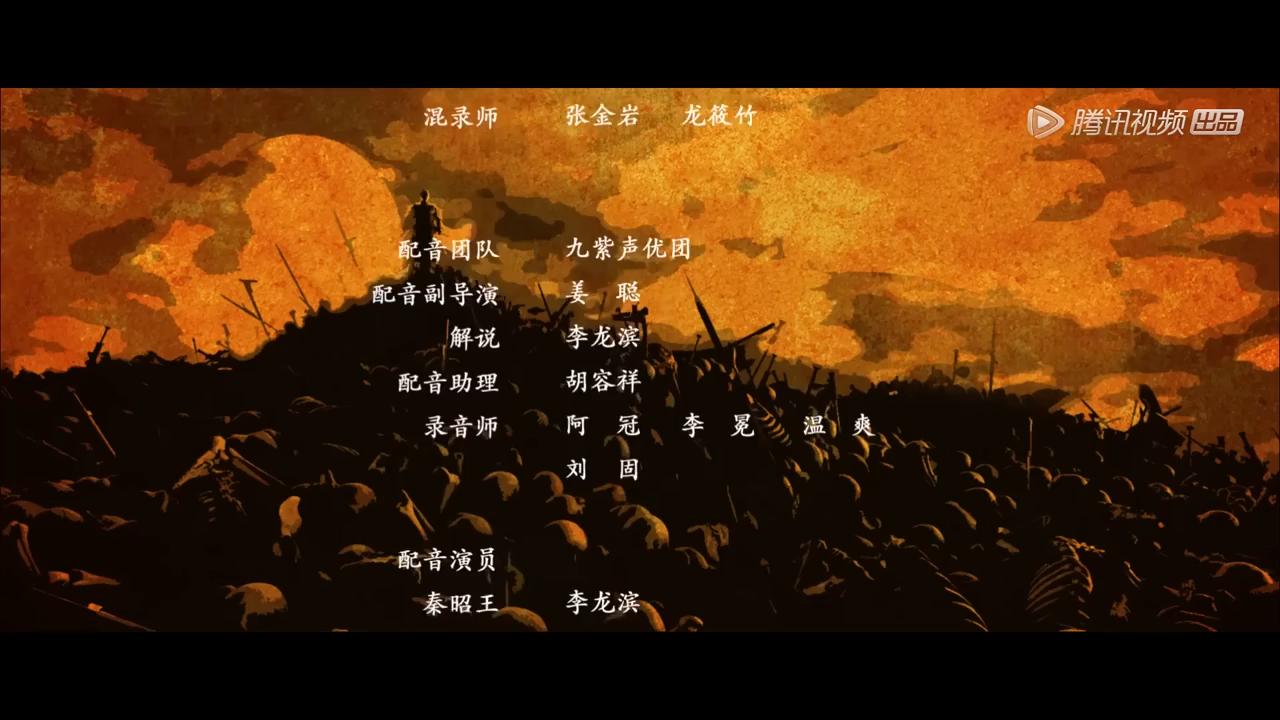 混录师 张金岩 龙筱竹
腾讯视频 出品
配音团队 九紫声优团
配音副导演 姜 聪
解说 李龙滨
配音助理 胡容祥
录音师 阿 冠 李 冕 温 爽
刘 固
配音演员
秦昭王 李龙滨